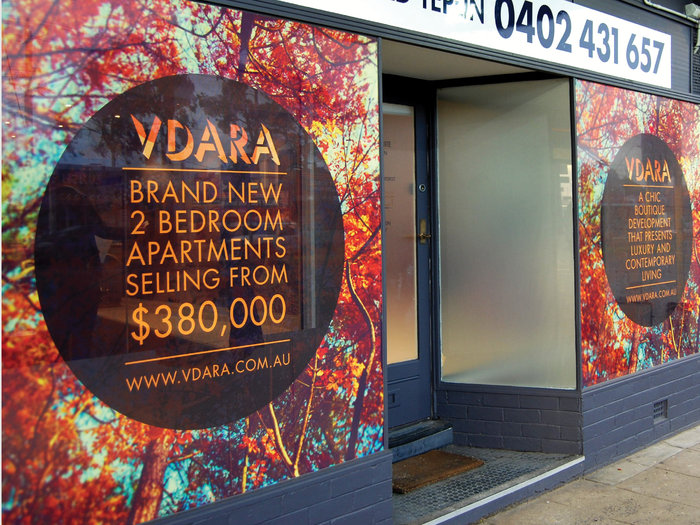 0402 431 657
VDARA
BRAND NEW
2 BEDROOM
APARTMENTS
SELLING FROM
$380,000
WWW.VDARA.COM.AU
VDARA
A CHIC
BOUTIQUE
DEVELOPMENT
THAT PRESENTS
LUXURY AND
CONTEMPORARY
LIVING
WWW.VDARA.COM.AU